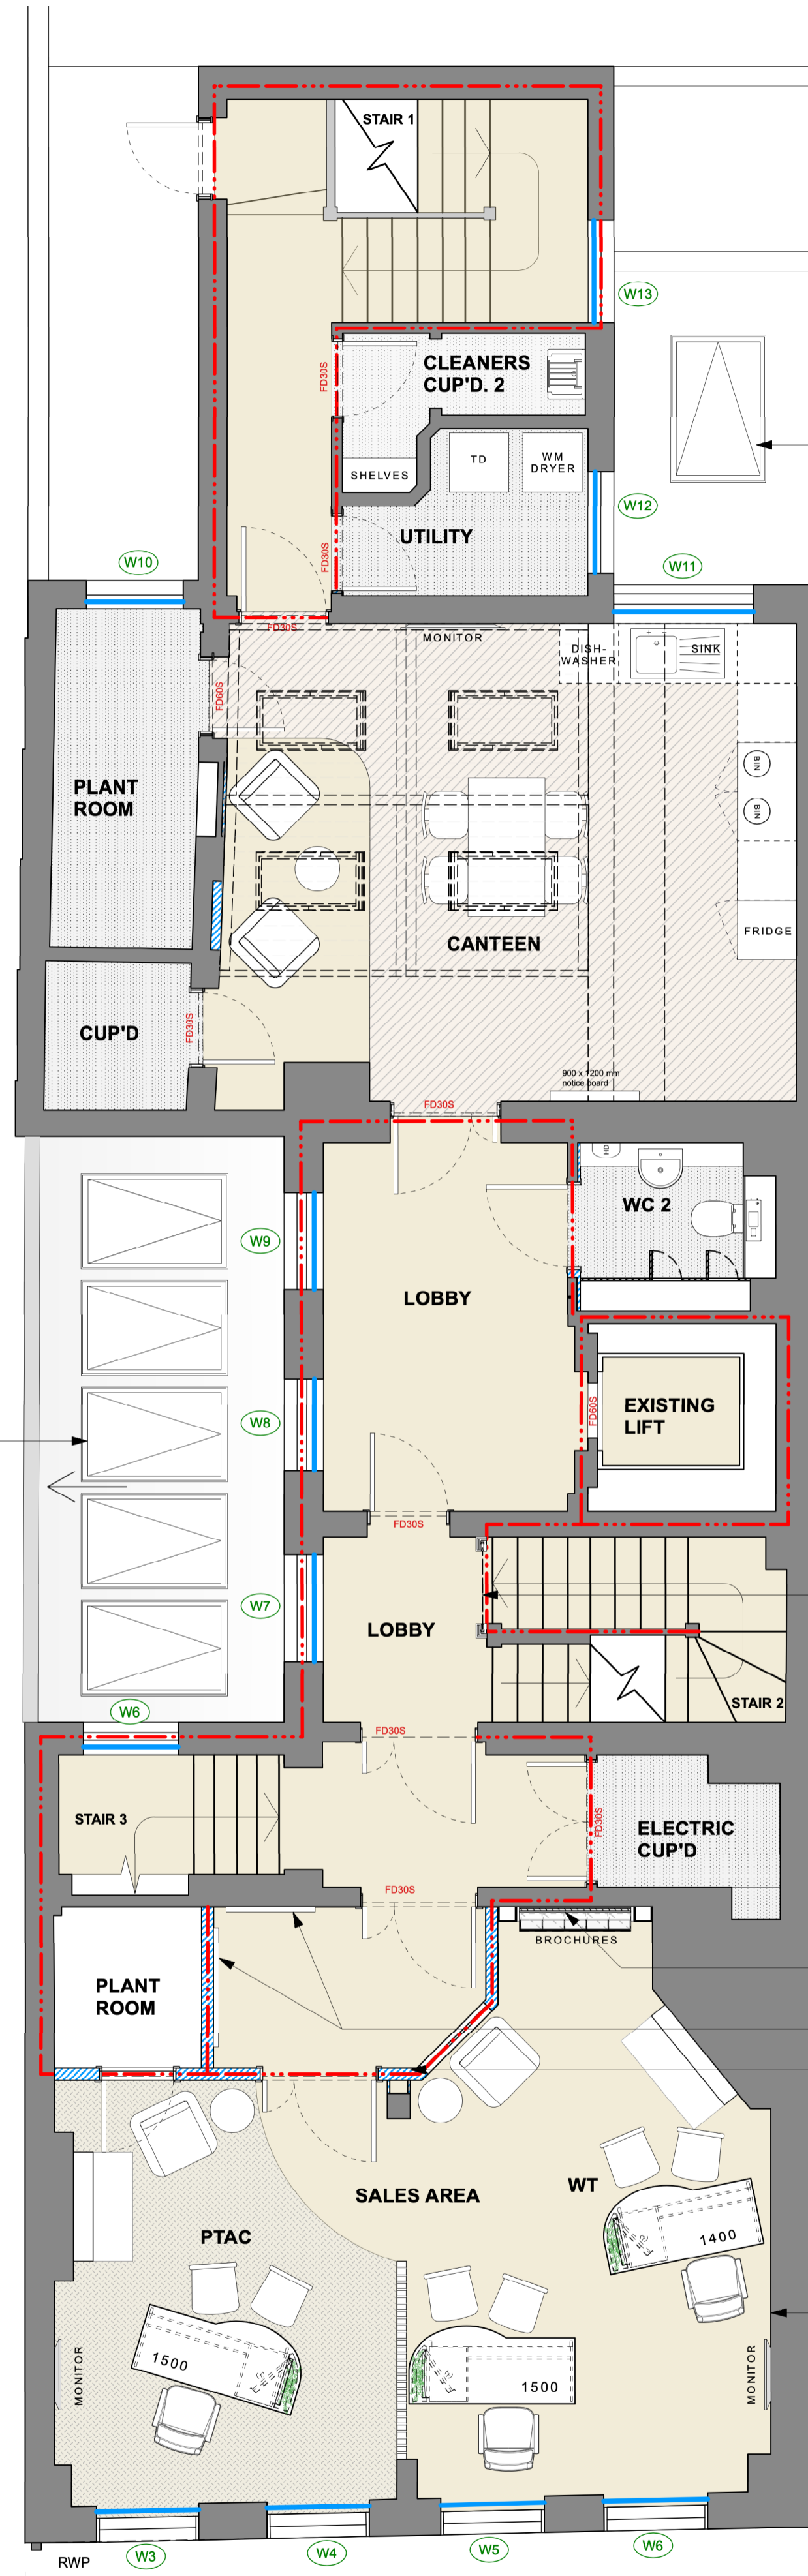 STAIR 1
W13
FD30S
CLEANERS
CUP'D. 2
SHELVES
TD
WM
DRYER
W12
UTILITY
FD30S
W10
W11
FD30S
MONITOR
DISH-
WASHER
SINK
FD60S
PLANT
ROOM
BIN
BIN
CANTEEN
FRIDGE
CUP'D
FD30S
900 x 1200 mm
notice board
FD30S
HD
WC 2
W9
LOBBY
W8
FD60S
EXISTING
LIFT
FD30S
W7
LOBBY
STAIR 2
W6
FD30S
STAIR 3
FD30S
ELECTRIC
CUP'D
FD30S
BROCHURES
PLANT
ROOM
SALES AREA
WT
PTAC
1400
1500
1500
MONITOR
MONITOR
W3
W4
W5
W6
RWP